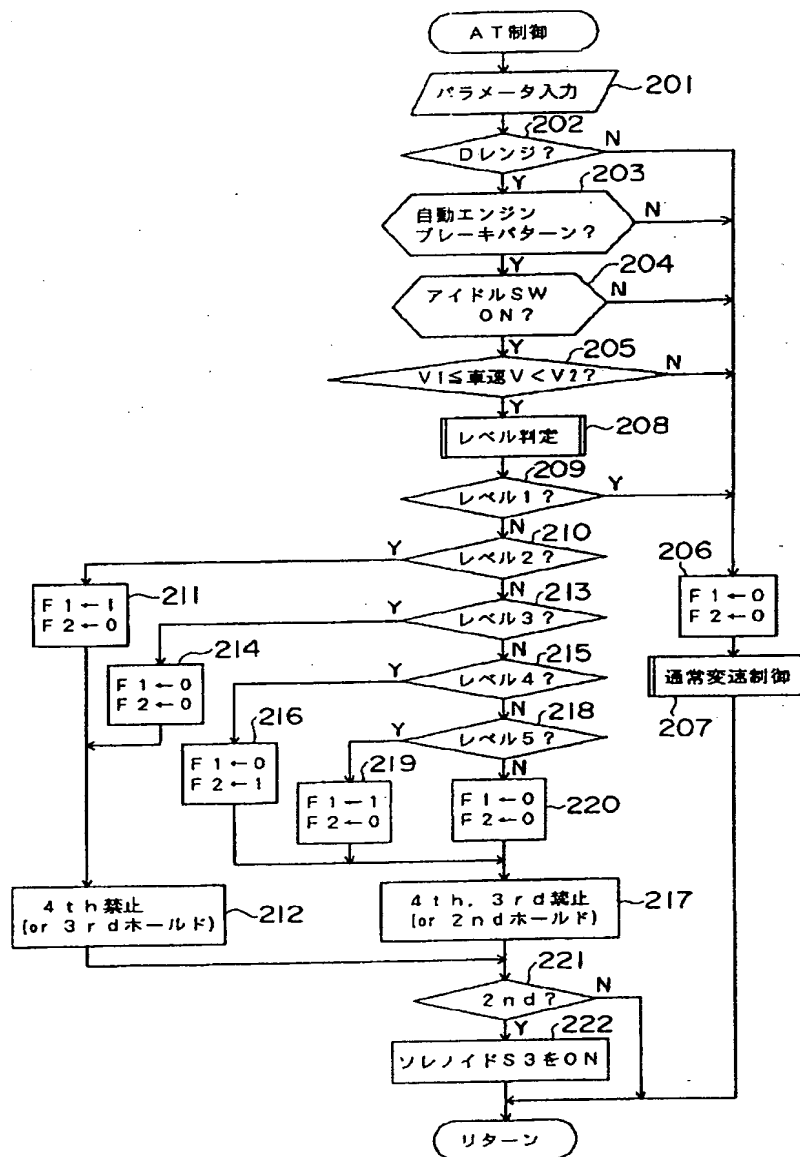 AT制御
パラメータ入力
201
202
Dレンジ?
N
Y
203
自動エンジン
ブレーキパターン?
N
Y
204
アイドルSW
ON?
N
Y
205
V1≦車速V<V2?
N
Y
レベル判定
208
209
レベル1?
Y
N
210
レベル2?
Y
N
206
F1←0
F2←0
211
F1←1
F2←0
213
レベル3?
Y
N
214
F1←0
F2←0
215
レベル4?
Y
N
通常変速制御
207
216
F1←0
F2←1
218
レベル5?
Y
N
219
F1←1
F2←0
F1←0
F2←0
220
4th禁止
(or 3rdホールド)
212
4th,3rd禁止
(or 2ndホールド)
217
221
2nd?
N
Y
222
ソレノイドS3をON
リターン